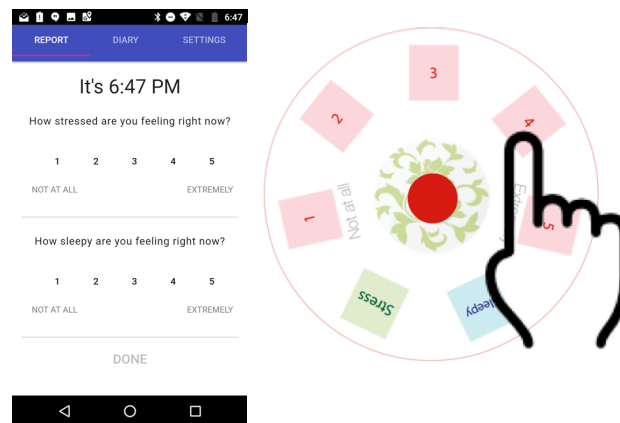 6:47
REPORT DIARY SETTINGS
It's 6:47 PM
How stressed are you feeling right now?
1 2 3 4 5
NOT AT ALL EXTREMELY
How sleepy are you feeling right now?
1 2 3 4 5
NOT AT ALL EXTREMELY
DONE
3
2
4
1
Not at all
5
Stress